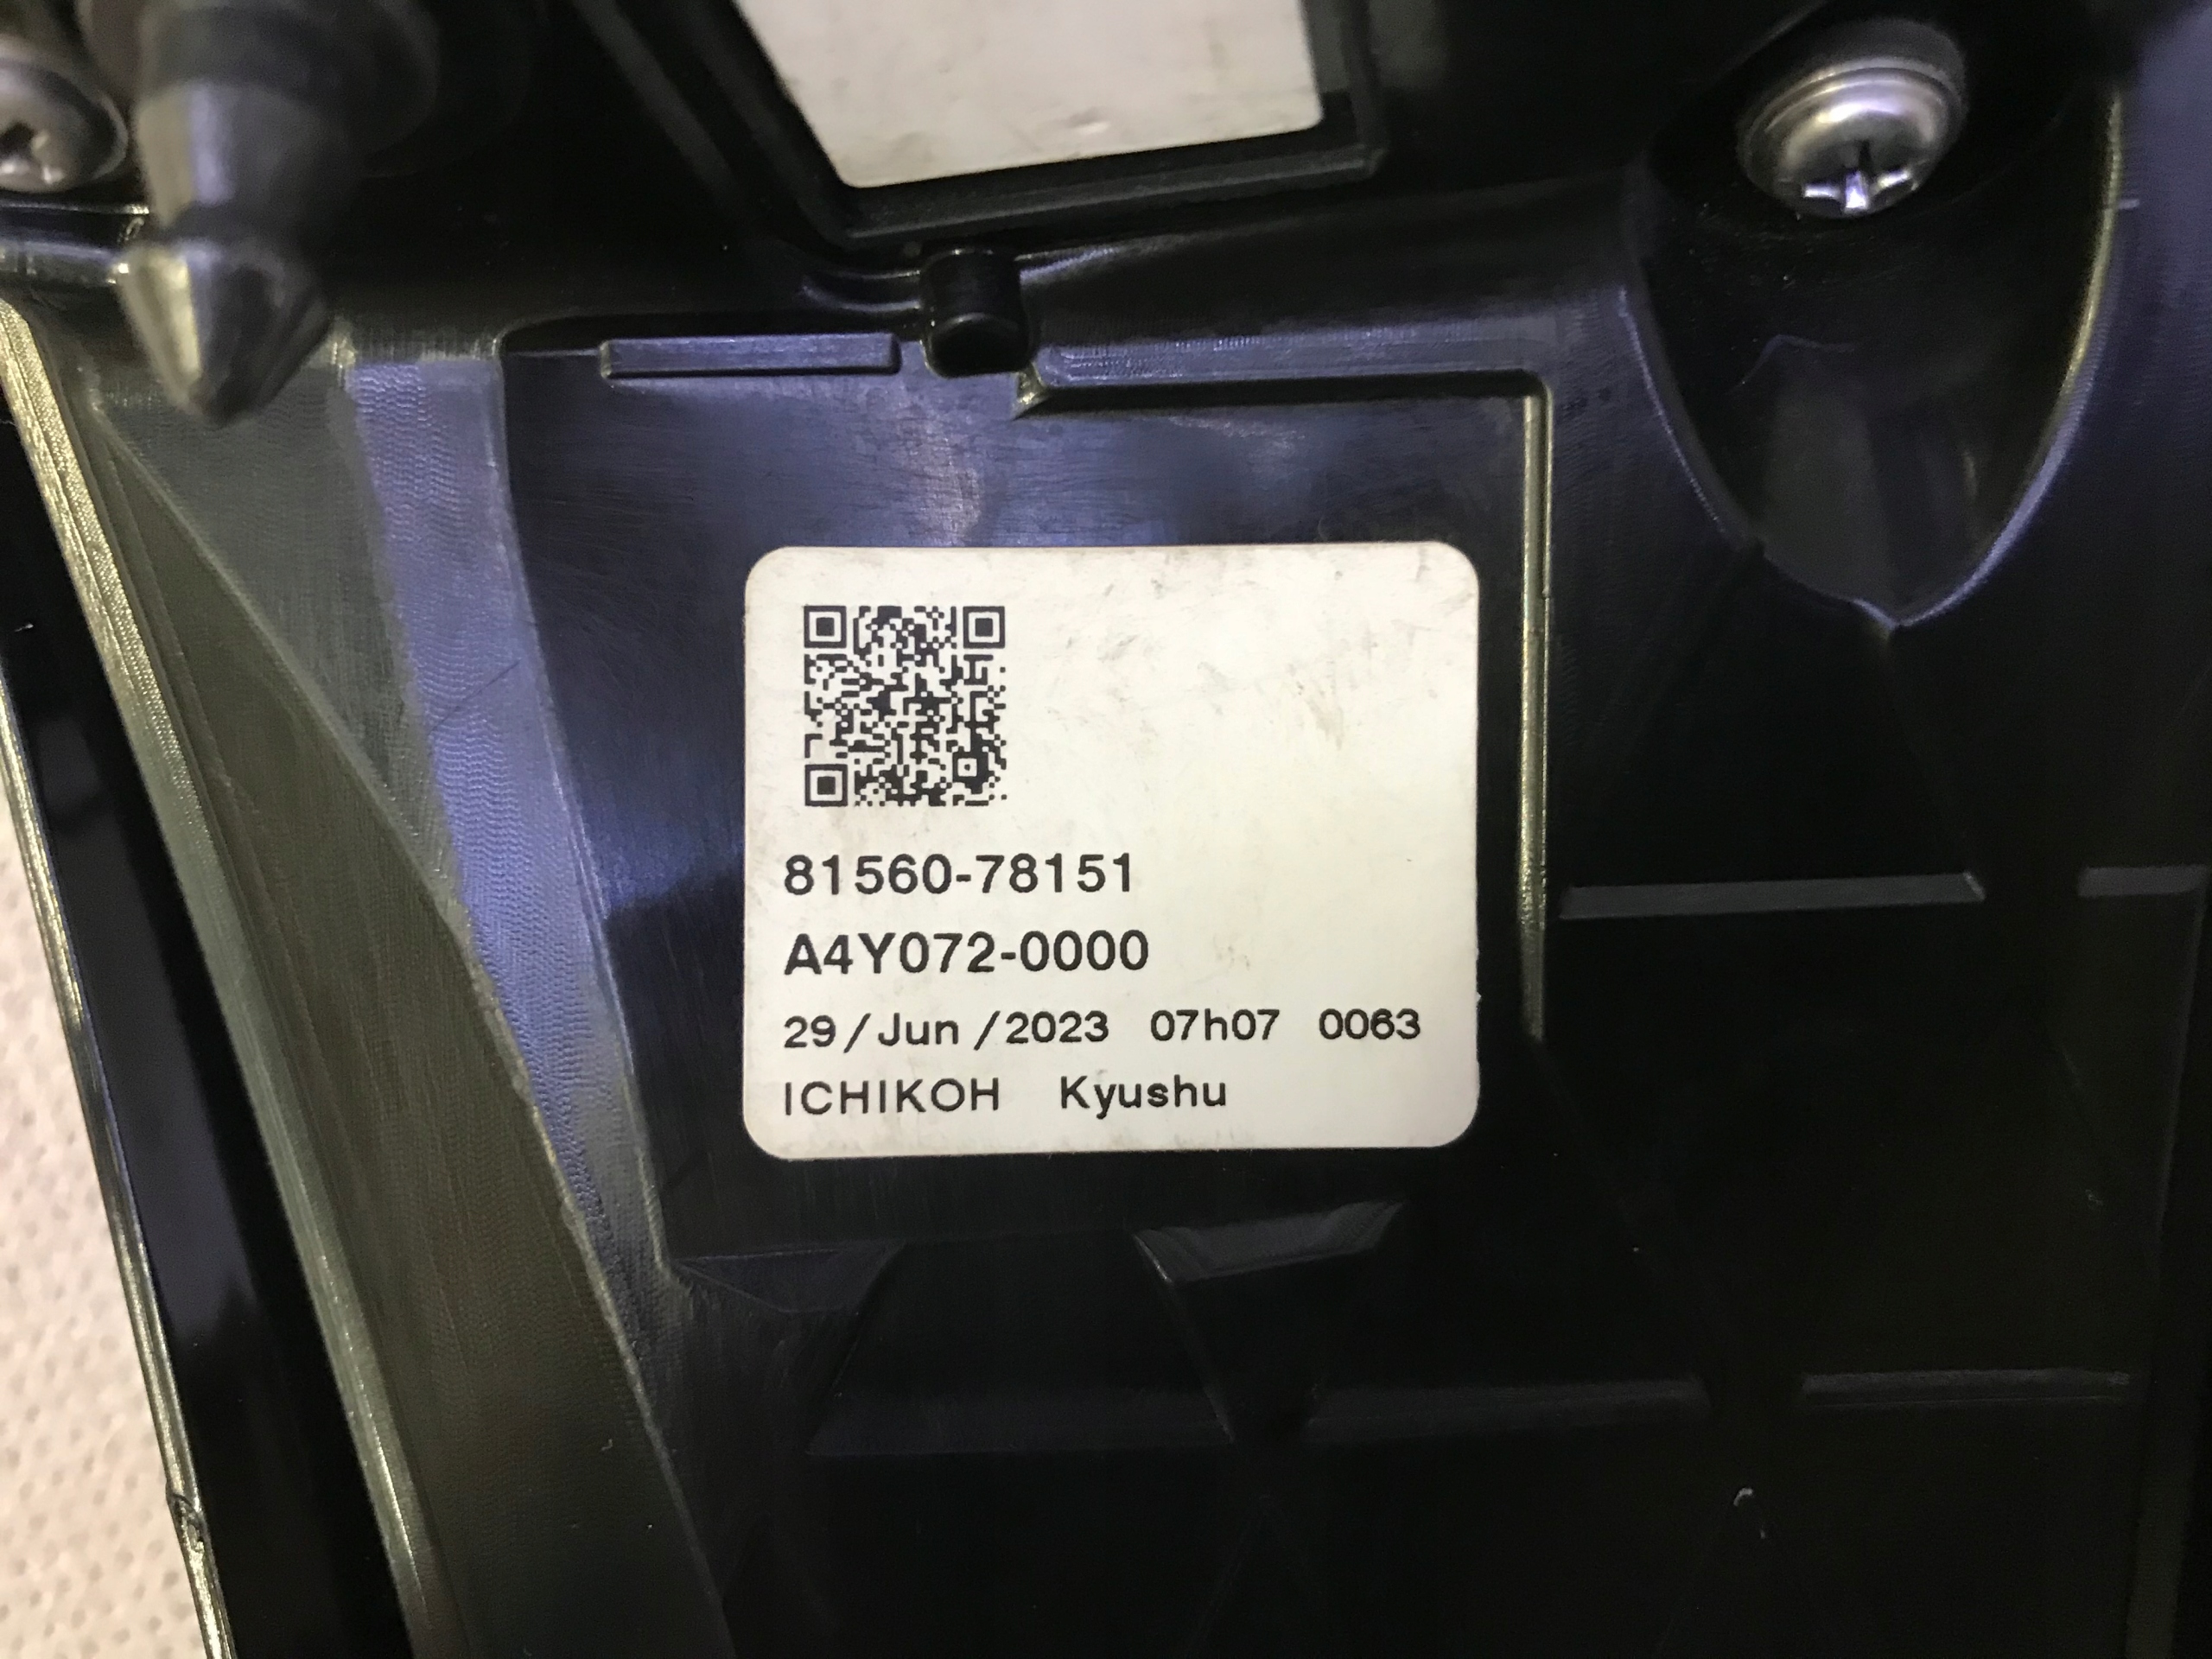 81560-78151
A4Y072-0000
29/Jun /2023 07h07 0063
ICHIKOH Kyushu